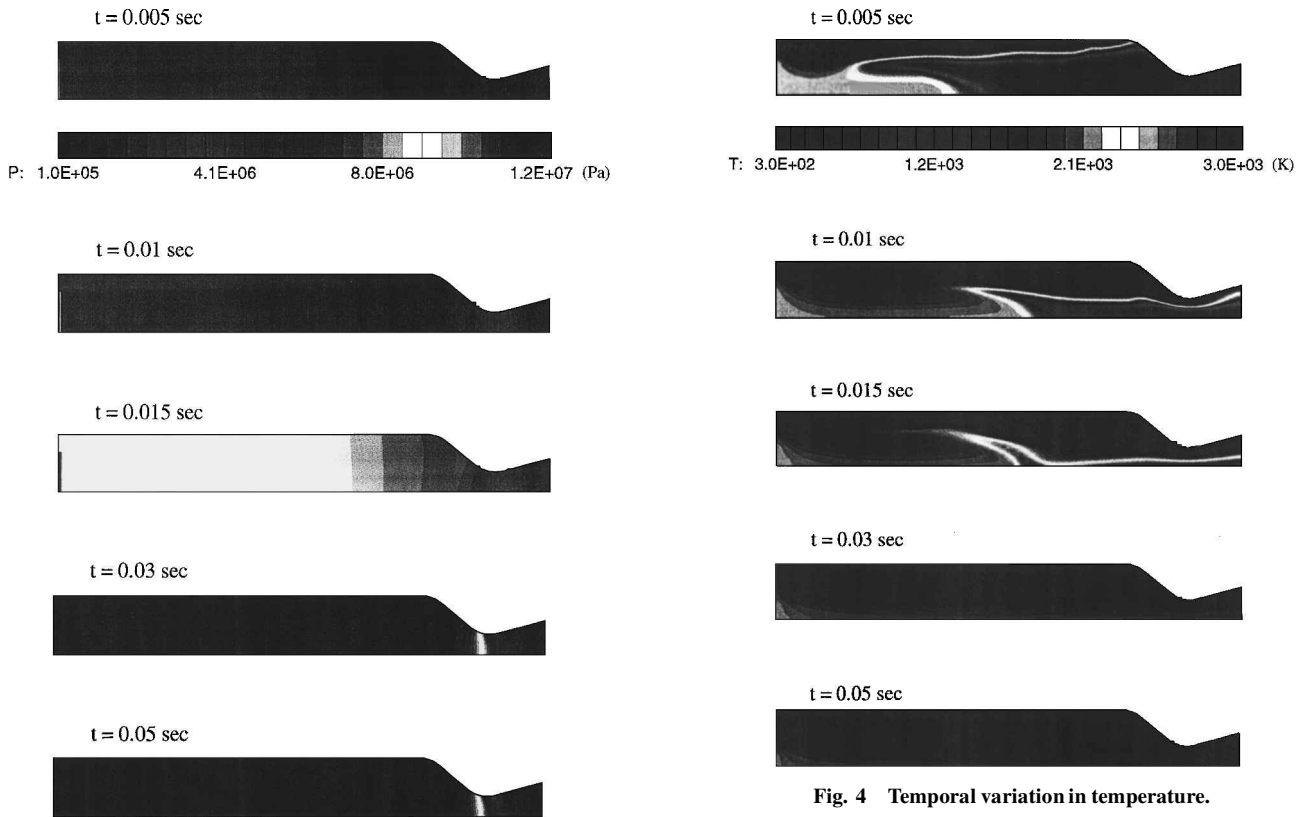 t = 0.005 sec
P: 1.0E+05 4.1E+06 8.0E+06 1.2E+07 (Pa)
t = 0.01 sec
t = 0.015 sec
t = 0.03 sec
t = 0.05 sec
t = 0.005 sec
T: 3.0E+02 1.2E+03 2.1E+03 3.0E+03 (K)
t = 0.01 sec
t = 0.015 sec
t = 0.03 sec
t = 0.05 sec
Fig. 4 Temporal variation in temperature.